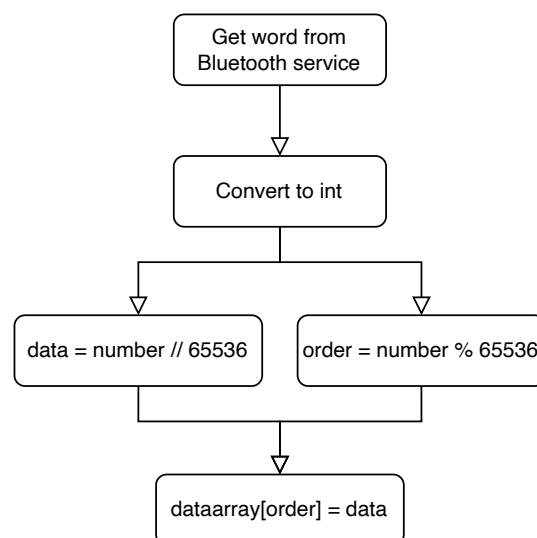 Get word from
Bluetooth service
Convert to int
data = number // 65536
order = number % 65536
dataarray[order] = data